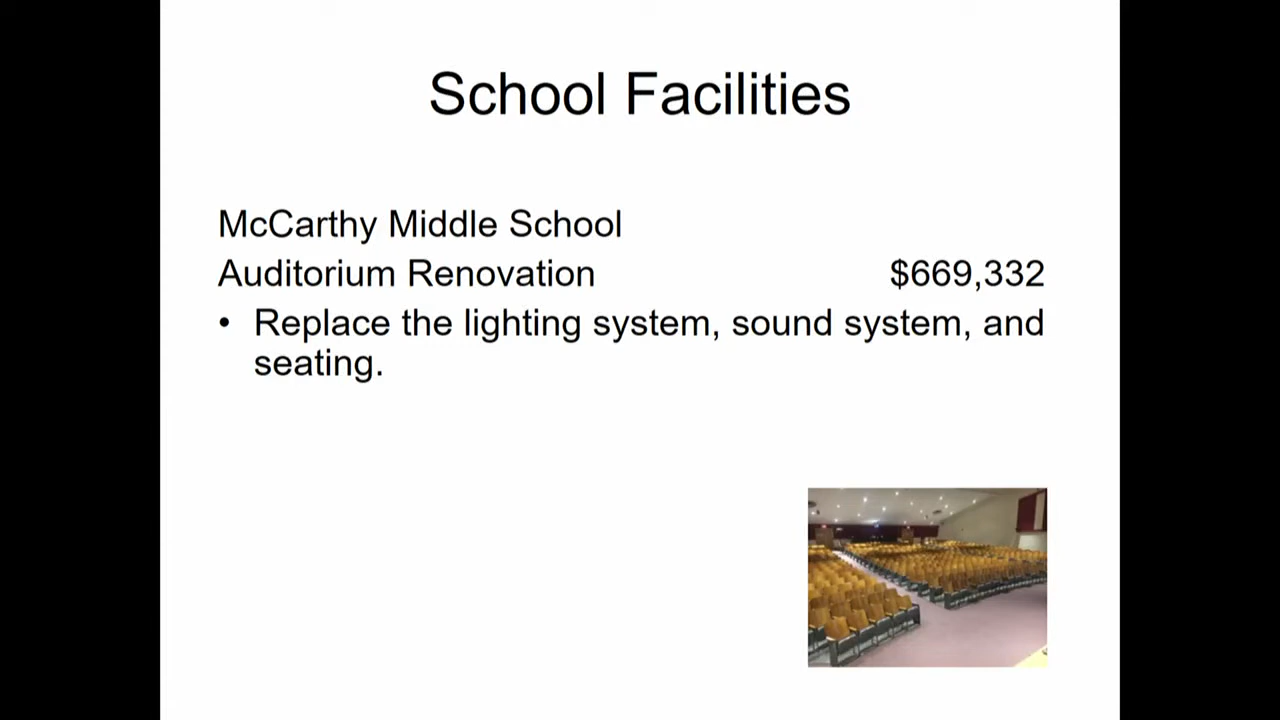 School Facilities
McCarthy Middle School
Auditorium Renovation $669,332
• Replace the lighting system, sound system, and
seating.